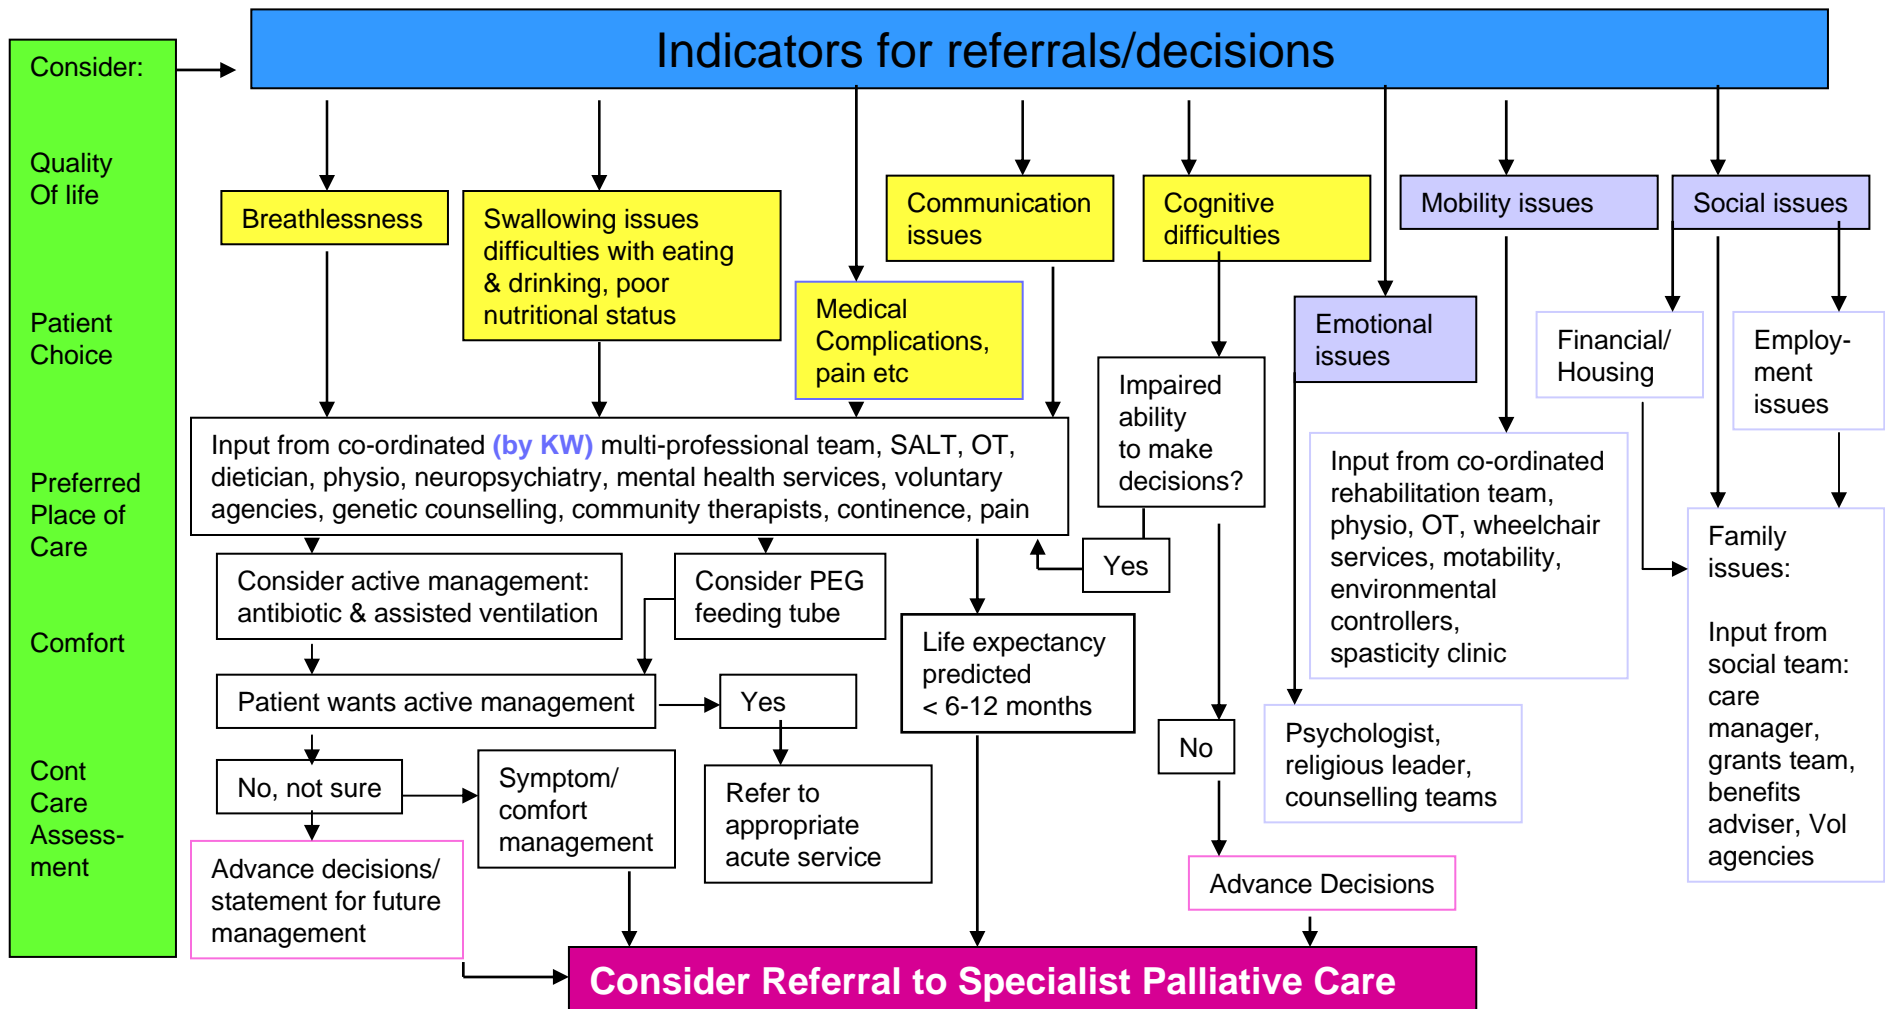 Indicators for referrals/decisions
Consider:
Quality
Of life
Patient
Choice
Preferred
Place of
Care
Comfort
Cont
Care
Assess-
ment
Breathlessness
Swallowing issues
difficulties with eating
& drinking, poor
nutritional status
Medical
Complications,
pain etc
Communication
issues
Cognitive
difficulties
Emotional
issues
Mobility issues
Social issues
Financial/
Housing
Employ-
ment
issues
Impaired
ability
to make
decisions?
Input from co-ordinated (by KW) multi-professional team, SALT, OT,
dietician, physio, neuropsychiatry, mental health services, voluntary
agencies, genetic counselling, community therapists, continence, pain
Yes
Input from co-ordinated
rehabilitation team,
physio, OT, wheelchair
services, motability,
environmental
controllers,
spasticity clinic
Family
issues:
Input from
social team:
care
manager,
grants team,
benefits
adviser, Vol
agencies
Consider active management:
antibiotic & assisted ventilation
Consider PEG
feeding tube
Life expectancy
predicted
< 6-12 months
Patient wants active management
Yes
No
Psychologist,
religious leader,
counselling teams
No, not sure
Symptom/
comfort
management
Refer to
appropriate
acute service
Advance decisions/
statement for future
management
Advance Decisions
Consider Referral to Specialist Palliative Care